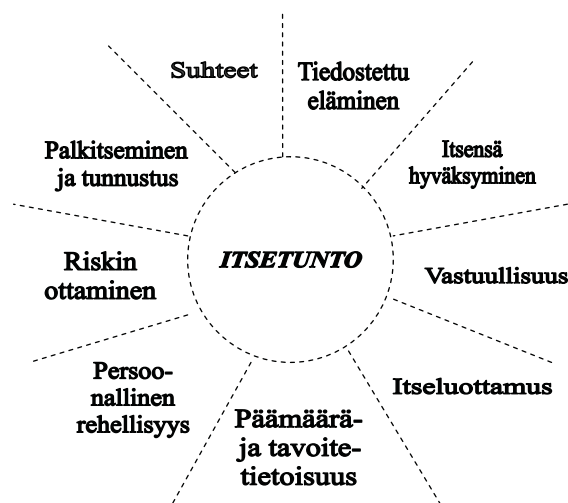 Suhteet
Tiedostettu
eläminen
Itsensä
hyväksyminen
Vastuullisuus
Itseluottamus
Päämäärä-
ja tavoite-
tietoisuus
Persoo-
nallinen
rehellisyys
Riskin
ottaminen
Palkitseminen
ja tunnustus
ITSETUNTO